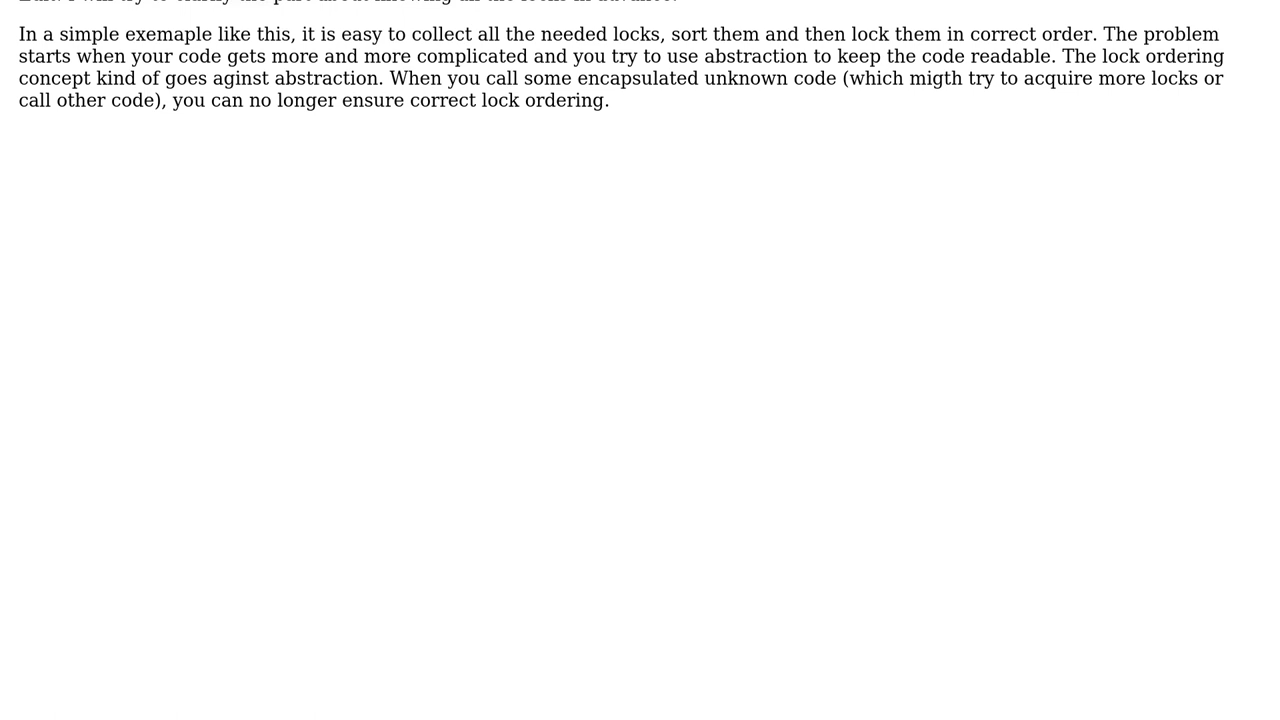 In a simple exemaple like this, it is easy to collect all the needed locks, sort them and then lock them in correct order. The problem
starts when your code gets more and more complicated and you try to use abstraction to keep the code readable. The lock ordering
concept kind of goes aginst abstraction. When you call some encapsulated unknown code (which migth try to acquire more locks or
call other code), you can no longer ensure correct lock ordering.